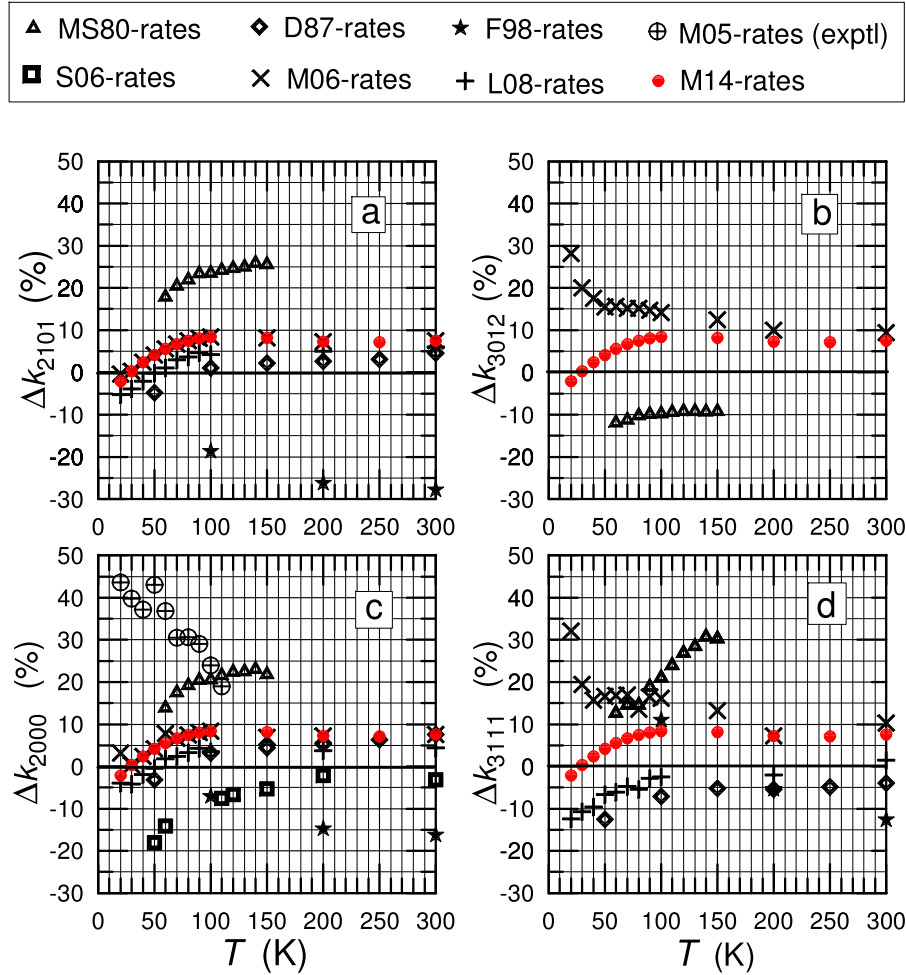 MS80-rates D87-rates F98-rates M05-rates (exptl)
S06-rates M06-rates L08-rates M14-rates
50 50
40 a 40 b
30 30
20 20
10 10
0 0
-10 -10
-20 -20
-30 -30
Δk2101 (%) Δk3012 (%)
0 50 100 150 200 250 300 0 50 100 150 200 250 300
50 50
40 c 40 d
30 30
20 20
10 10
0 0
-10 -10
-20 -20
-30 -30
Δk2000 (%) Δk3111 (%)
0 50 100 150 200 250 300 0 50 100 150 200 250 300
T (K) T (K)